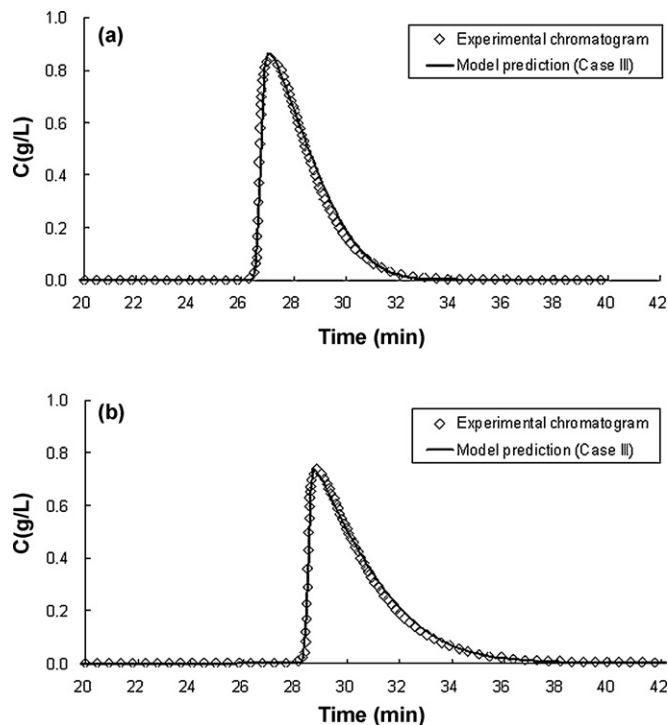 (a)
Experimental chromatogram
Model prediction (Case III)
1.0
0.8
0.6
0.4
0.2
0.0
C(g/L)
20 22 24 26 28 30 32 34 36 38 40 42
Time (min)
(b)
Experimental chromatogram
Model prediction (Case III)
1.0
0.8
0.6
0.4
0.2
0.0
C(g/L)
20 22 24 26 28 30 32 34 36 38 40 42
Time (min)